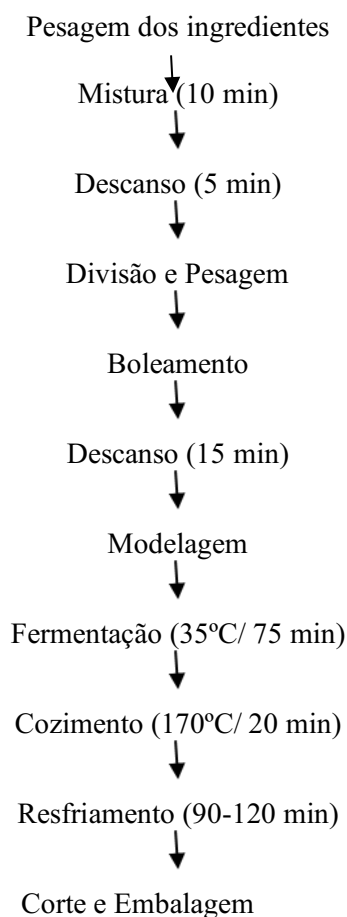 Pesagem dos ingredientes
Mistura (10 min)
Descanso (5 min)
Divisão e Pesagem
Boleamento
Descanso (15 min)
Modelagem
Fermentação (35ºC/ 75 min)
Cozimento (170ºC/ 20 min)
Resfriamento (90-120 min)
Corte e Embalagem